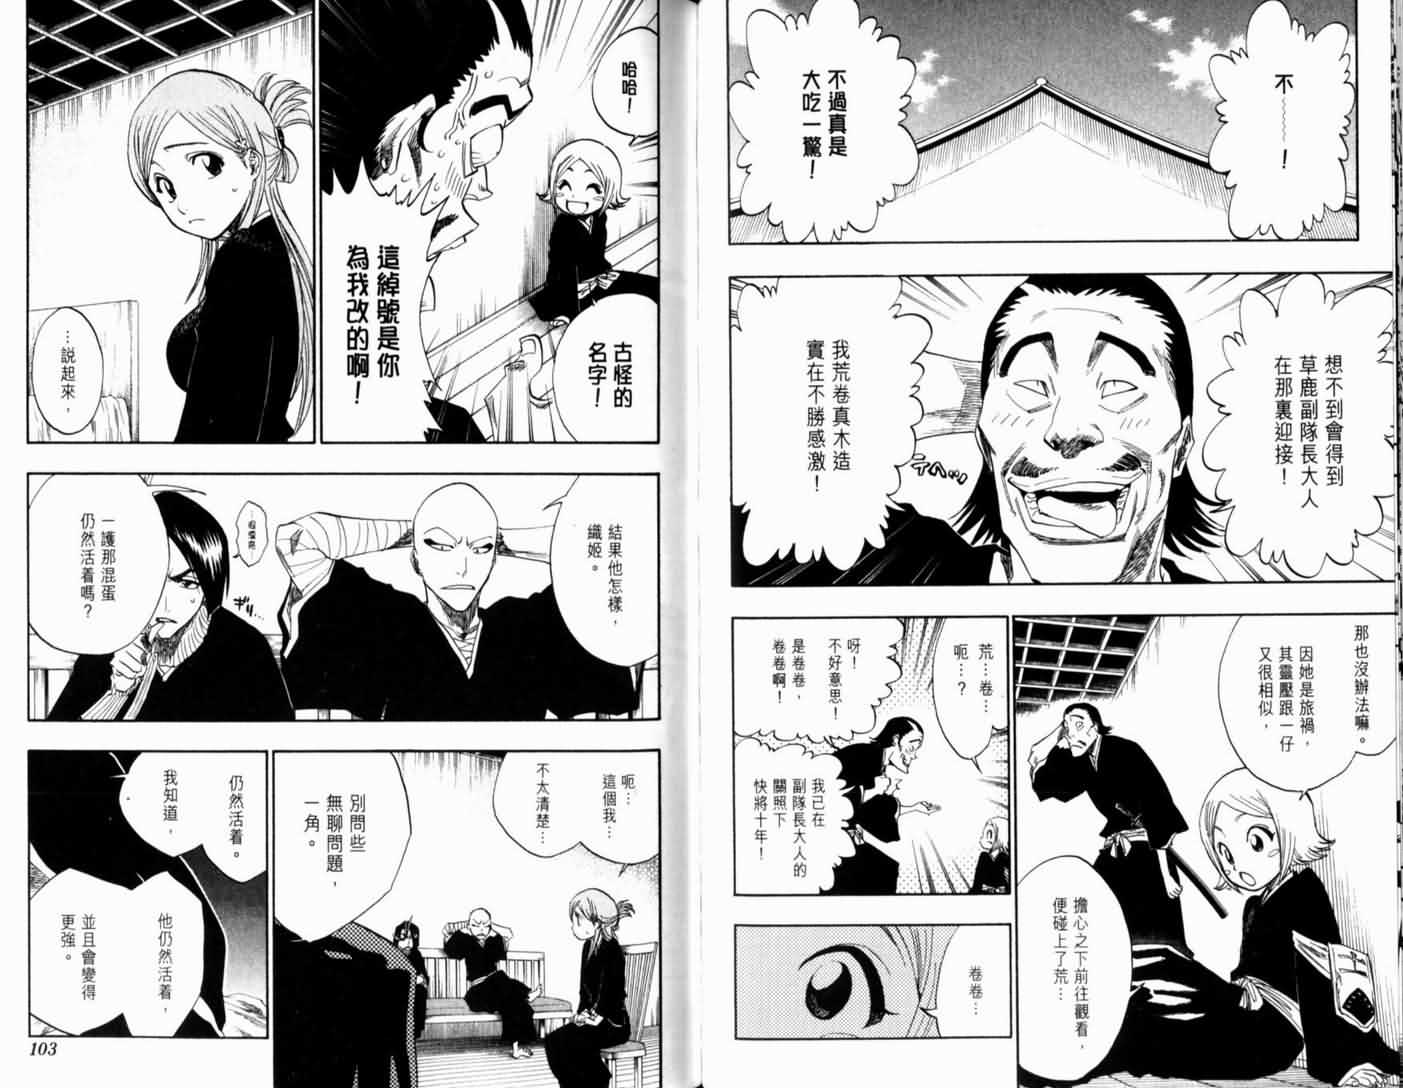 不～～！
不過真是
大吃一驚！
想不到會得到
草鹿副隊長大人
在那裏迎接！
我荒卷真木造
實在不勝感激！
那也沒辦法嘛。
因她是旅禍，
其靈壓跟一仔
又很相似，
擔心之下前往觀看，
便碰上了荒…
荒…卷…
呃…？
呀！
不好意思！
是卷卷，
卷卷啊！
我已在
副隊長大人的
關照下
快將十年！
卷卷…
哈哈！
古怪的
名字！
這綽號是你
為我改的啊！
…說起來，
結果他怎樣，
織姬。
一護那混蛋
仍然活着嗎？
ギリ…
呃…
這個我…
不太清楚…
別問些
無聊問題，
一角。
仍然活着。
我知道，
他仍然活着，
並且會變得
更強。
103